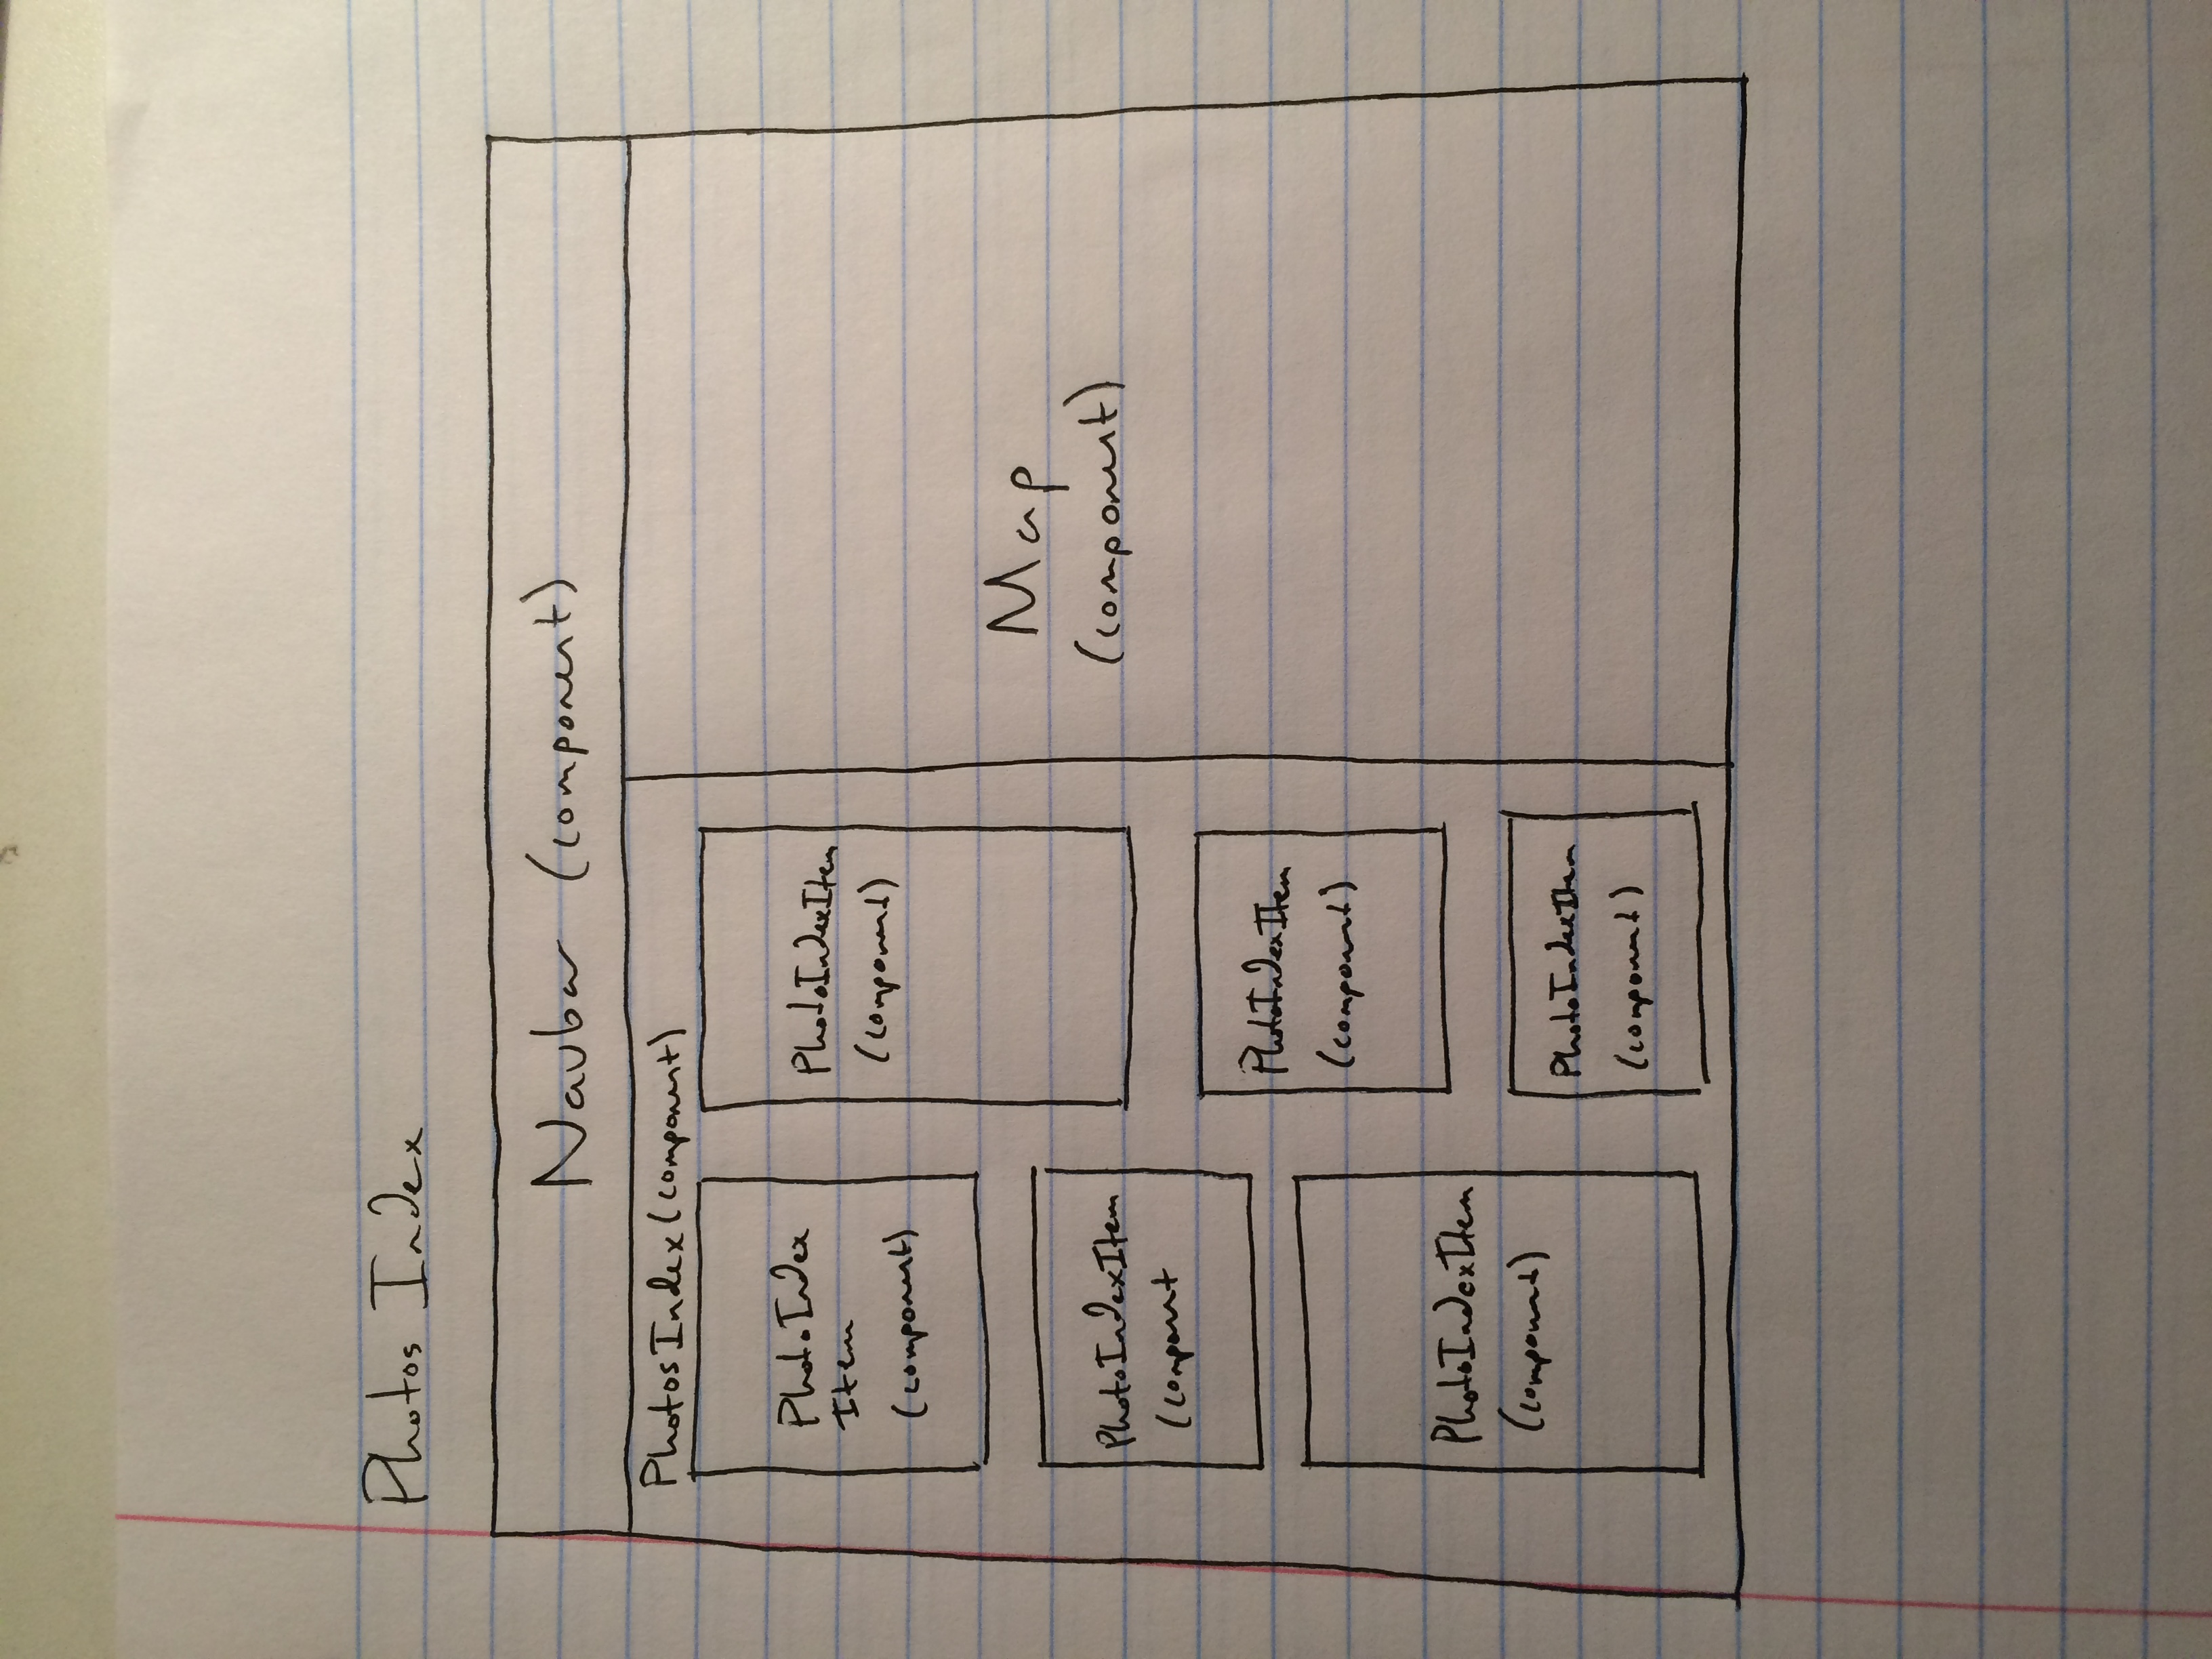 Photos Index
Navbar (component)
PhotosIndex (component)
PhotoIndex
Item
(component)
PhotoIndexItem
(component)
PhotoIndexItem
(component
PhotoIndexItem
(component)
PhotoIndexItem
(component)
PhotoIndexItem
(component)
Map
(component)